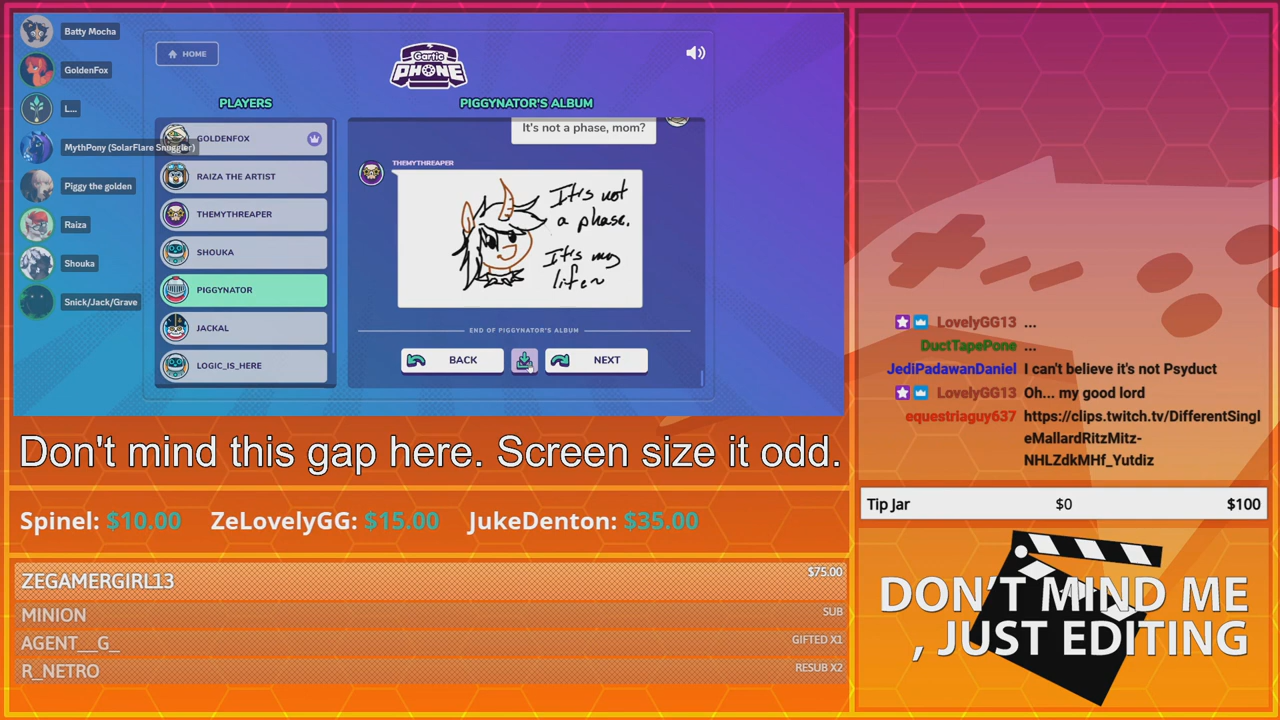 Batty Mocha
GoldenFox
L...
MythPony (SolarFlare Snuggler)
Piggy the golden
Raiza
Shouka
Snick/Jack/Grave
HOME
Gartic
PHONE
PLAYERS
GOLDENFOX
RAIZA THE ARTIST
THEMYTHREAPER
SHOUKA
PIGGYNATOR
JACKAL
LOGIC_IS_HERE
PIGGYNATOR'S ALBUM
It's not a phase, mom?
THEMYTHREAPER
It's not
a phase.
It's my
life~
END OF PIGGYNATOR'S ALBUM
BACK
NEXT
Don't mind this gap here. Screen size it odd.
Spinel: $10.00 ZeLovelyGG: $15.00 JukeDenton: $35.00
ZEGAMERGIRL13 $75.00
MINION SUB
AGENT__G_ GIFTED X1
R_NETRO RESUB X2
LovelyGG13 ...
DuctTapePone ...
JediPadawanDaniel I can't believe it's not Psyduct
LovelyGG13 Oh... my good lord
equestriaguy637 https://clips.twitch.tv/DifferentSingl
eMallardRitzMitz-
NHLZdkMHf_Yutdiz
Tip Jar $0 $100
DON'T MIND ME
, JUST EDITING